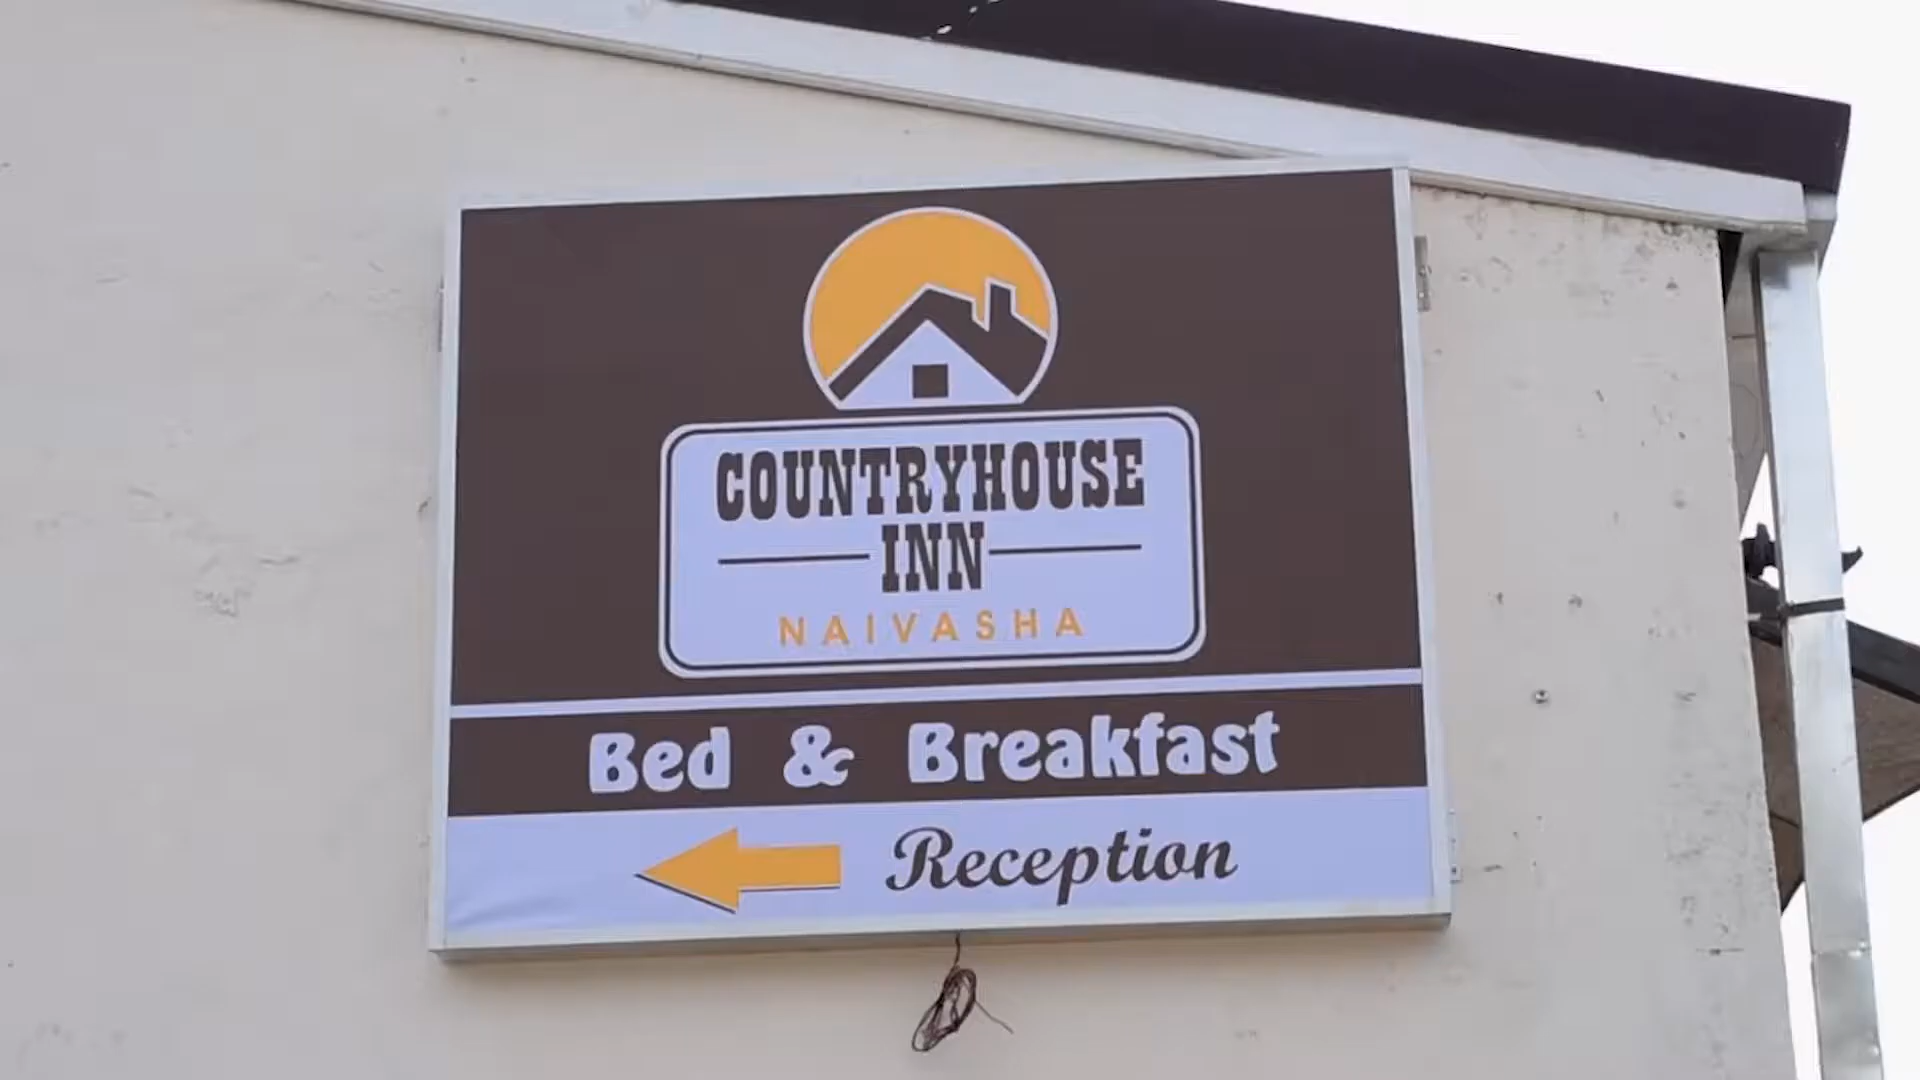 COUNTRYHOUSE
INN
NAIVASHA
Bed & Breakfast
Reception